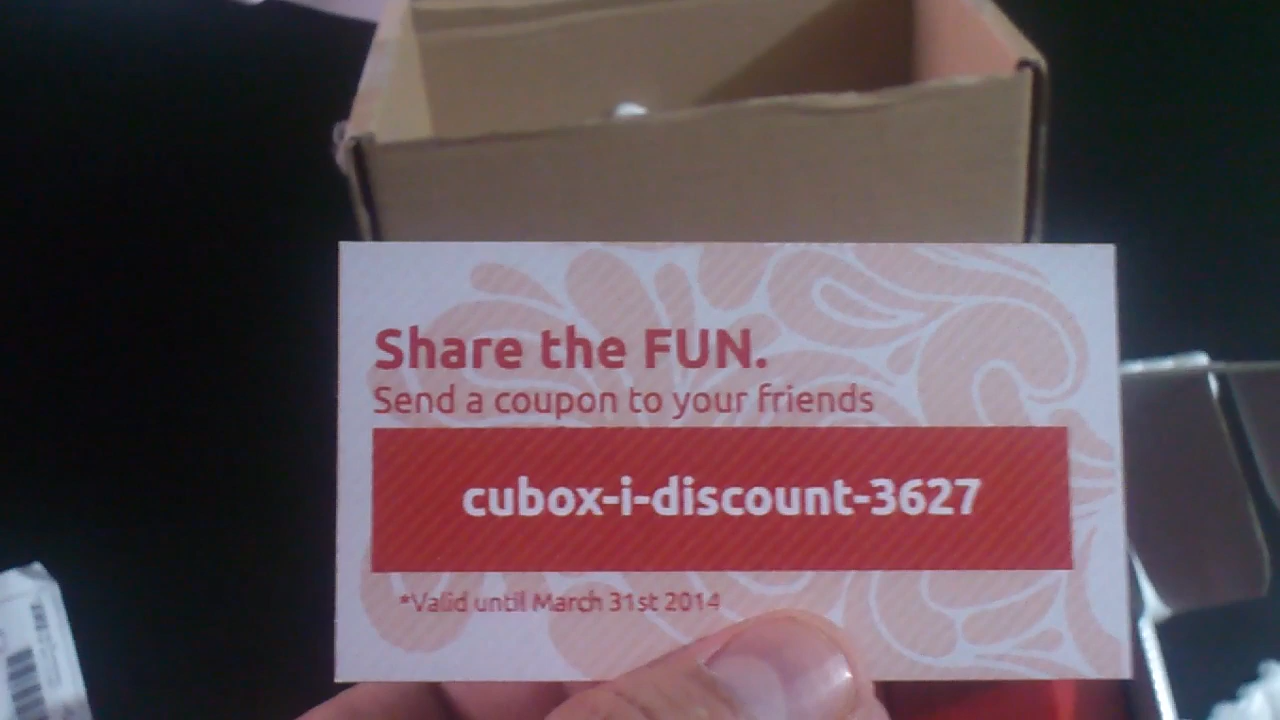 Share the FUN.
Send a coupon to your friends
cubox-i-discount-3627
*Valid until March 31st 2014